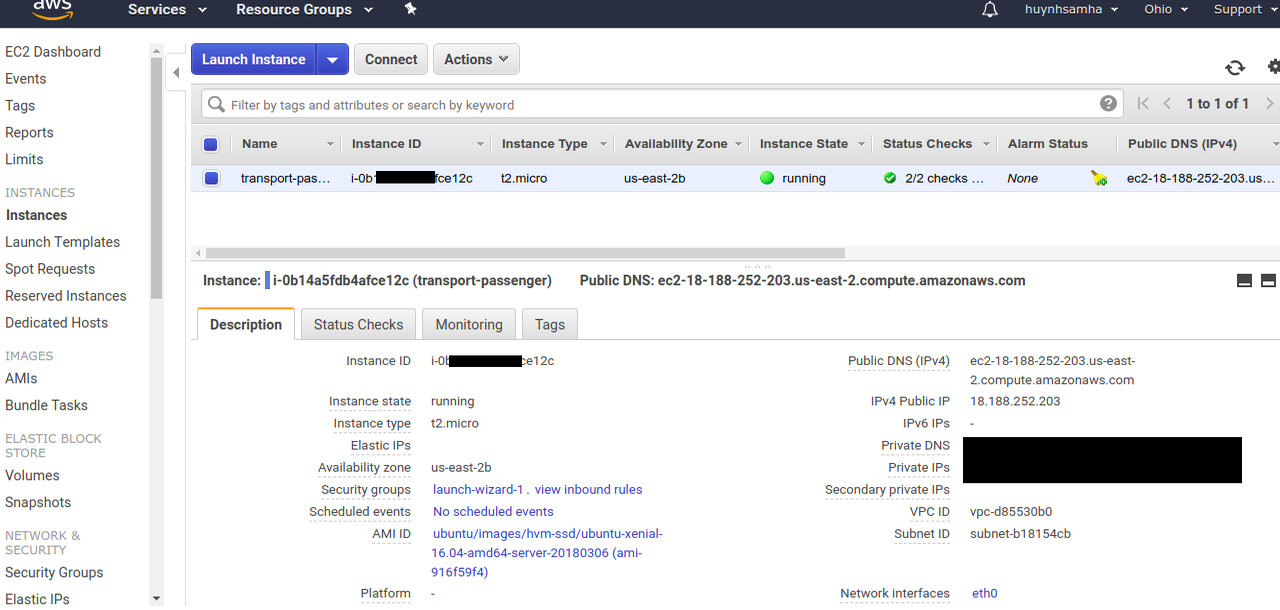 aws Services Resource Groups huynhsamha Ohio Support
EC2 Dashboard
Events
Tags
Reports
Limits
INSTANCES
Instances
Launch Templates
Spot Requests
Reserved Instances
Dedicated Hosts
IMAGES
AMIs
Bundle Tasks
ELASTIC BLOCK
STORE
Volumes
Snapshots
NETWORK &
SECURITY
Security Groups
Elastic IPs
Launch Instance Connect Actions
Filter by tags and attributes or search by keyword ? 1 to 1 of 1
Name Instance ID Instance Type Availability Zone Instance State Status Checks Alarm Status Public DNS (IPv4)
transport-pas... i-0b fce12c t2.micro us-east-2b running 2/2 checks ... None ec2-18-188-252-203.us...
Instance: i-0b14a5fdb4afce12c (transport-passenger) Public DNS: ec2-18-188-252-203.us-east-2.compute.amazonaws.com
Description Status Checks Monitoring Tags
Instance ID i-0b ce12c
Instance state running
Instance type t2.micro
Elastic IPs
Availability zone us-east-2b
Security groups launch-wizard-1 . view inbound rules
Scheduled events No scheduled events
AMI ID ubuntu/images/hvm-ssd/ubuntu-xenial-
16.04-amd64-server-20180306 (ami-
916f59f4)
Platform -
Public DNS (IPv4) ec2-18-188-252-203.us-east-
2.compute.amazonaws.com
IPv4 Public IP 18.188.252.203
IPv6 IPs -
Private DNS
Private IPs
Secondary private IPs
VPC ID vpc-d85530b0
Subnet ID subnet-b18154cb
Network interfaces eth0